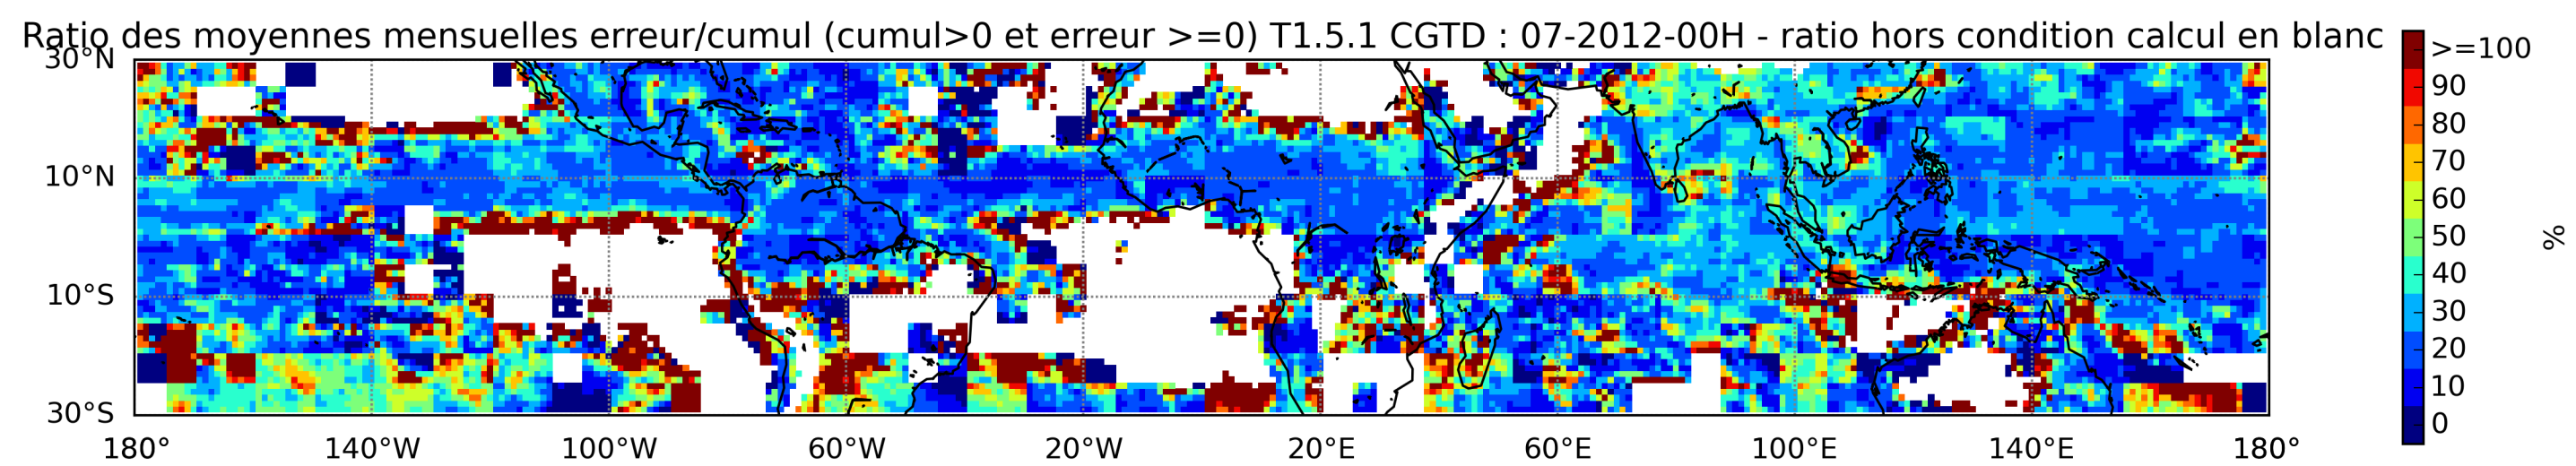 Ratio des moyennes mensuelles erreur/cumul (cumul>0 et erreur >=0) T1.5.1 CGTD : 07-2012-00H - ratio hors condition calcul en blanc
30°N
10°N
10°S
30°S
180° 140°W 100°W 60°W 20°W 20°E 60°E 100°E 140°E 180°
>=100
90
80
70
60
50
40
30
20
10
0
%